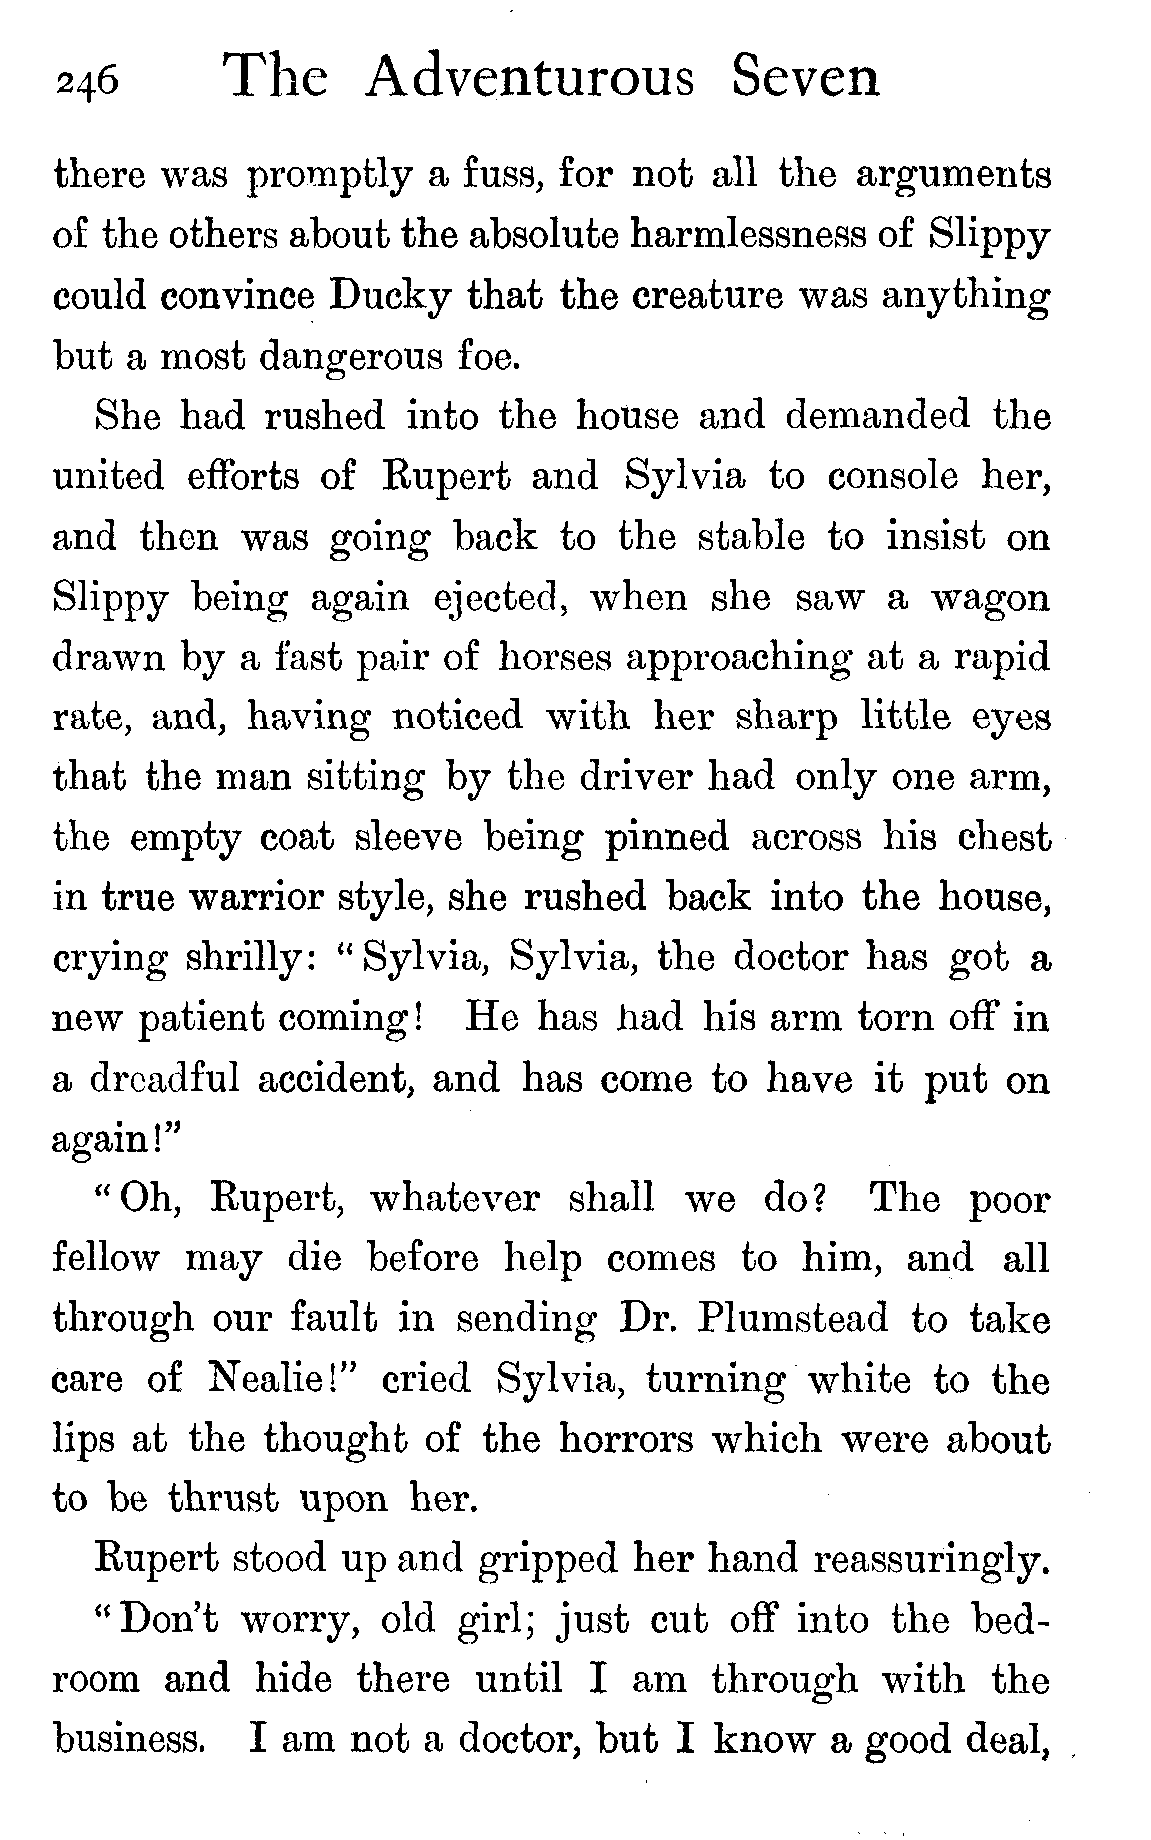 246 The Adventurous Seven
there was promptly a fuss, for not all the arguments
of the others about the absolute harmlessness of Slippy
could convince Ducky that the creature was anything
but a most dangerous foe.
She had rushed into the house and demanded the
united efforts of Rupert and Sylvia to console her,
and then was going back to the stable to insist on
Slippy being again ejected, when she saw a wagon
drawn by a fast pair of horses approaching at a rapid
rate, and, having noticed with her sharp little eyes
that the man sitting by the driver had only one arm,
the empty coat sleeve being pinned across his chest
in true warrior style, she rushed back into the house,
crying shrilly: “Sylvia, Sylvia, the doctor has got a
new patient coming! He has had his arm torn off in
a dreadful accident, and has come to have it put on
again!”
“Oh, Rupert, whatever shall we do? The poor
fellow may die before help comes to him, and all
through our fault in sending Dr. Plumstead to take
care of Nealie!” cried Sylvia, turning white to the
lips at the thought of the horrors which were about
to be thrust upon her.
Rupert stood up and gripped her hand reassuringly.
“Don't worry, old girl; just cut off into the bed-
room and hide there until I am through with the
business. I am not a doctor, but I know a good deal,